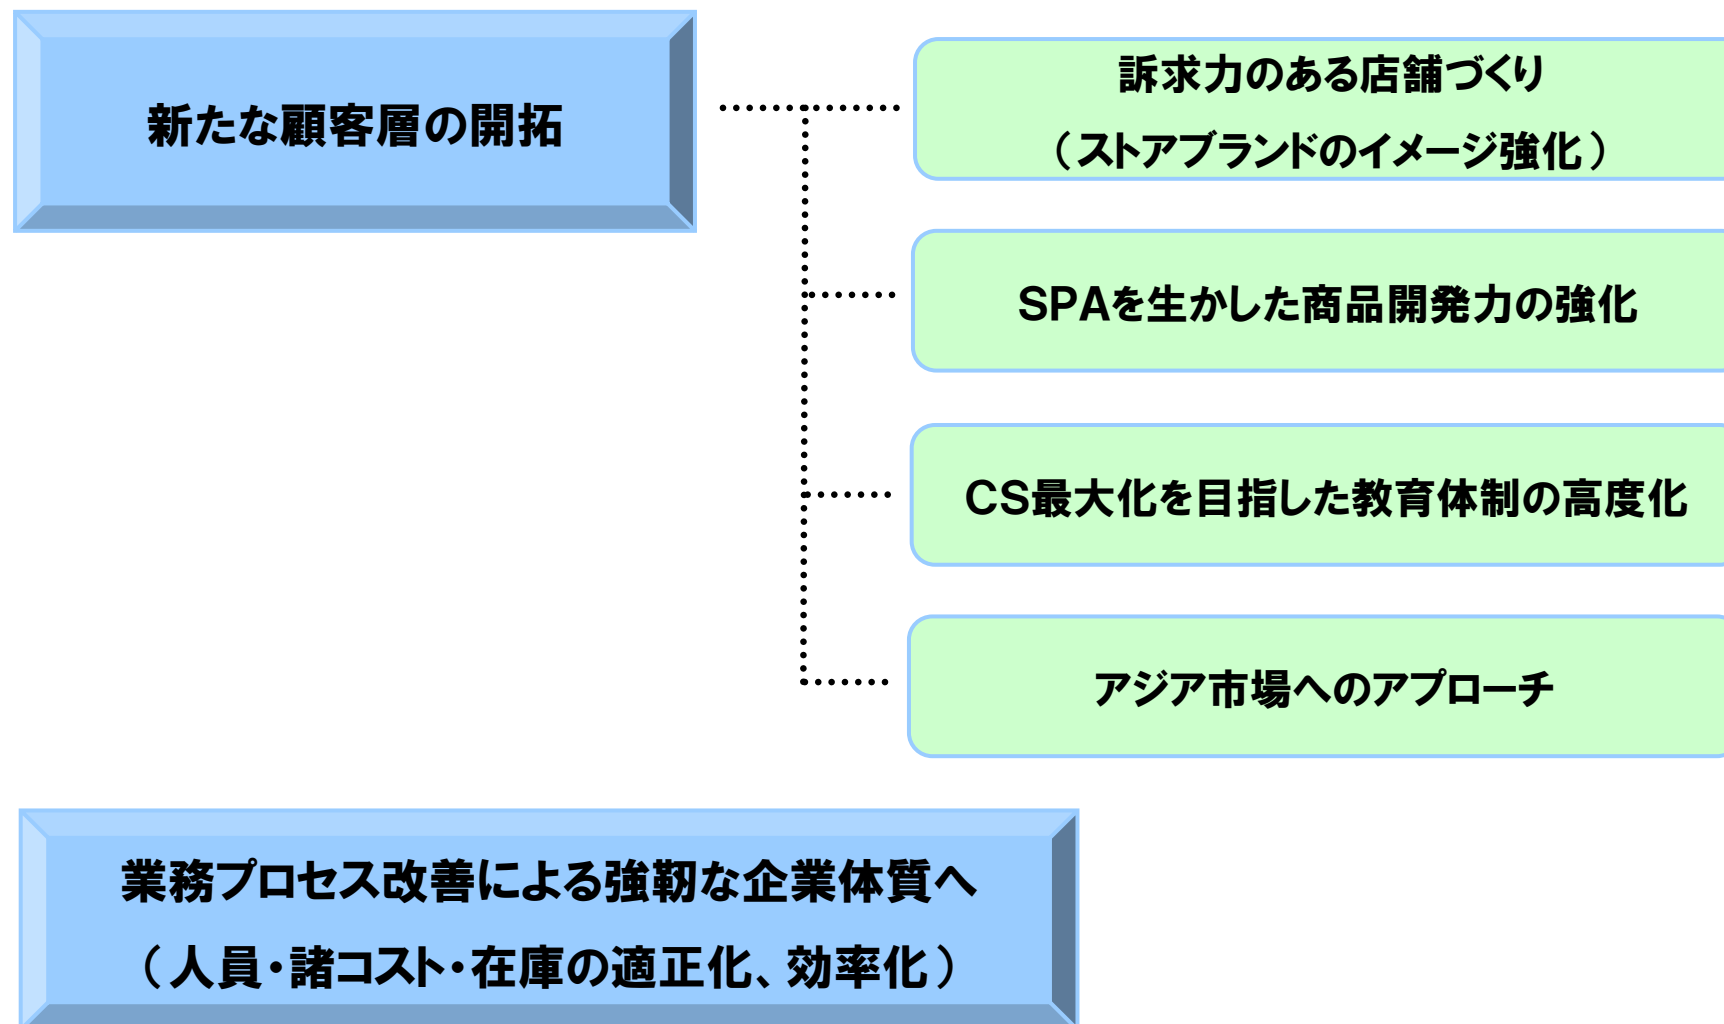 新たな顧客層の開拓
訴求力のある店舗づくり
（ストアブランドのイメージ強化）
SPAを生かした商品開発力の強化
CS最大化を目指した教育体制の高度化
アジア市場へのアプローチ
業務プロセス改善による強靭な企業体質へ
（人員・諸コスト・在庫の適正化、効率化）